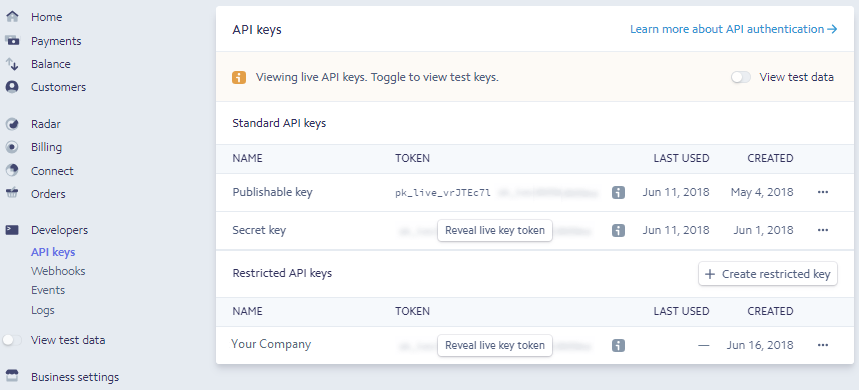 Home
Payments
Balance
Customers
Radar
Billing
Connect
Orders
Developers
API keys
Webhooks
Events
Logs
View test data
Business settings
API keys Learn more about API authentication →
Viewing live API keys. Toggle to view test keys. View test data
Standard API keys
NAME TOKEN LAST USED CREATED
Publishable key pk_live_vrJTEc7l Jun 11, 2018 May 4, 2018 •••
Secret key Reveal live key token Jun 11, 2018 Jun 1, 2018 •••
Restricted API keys + Create restricted key
NAME TOKEN LAST USED CREATED
Your Company Reveal live key token — Jun 16, 2018 •••